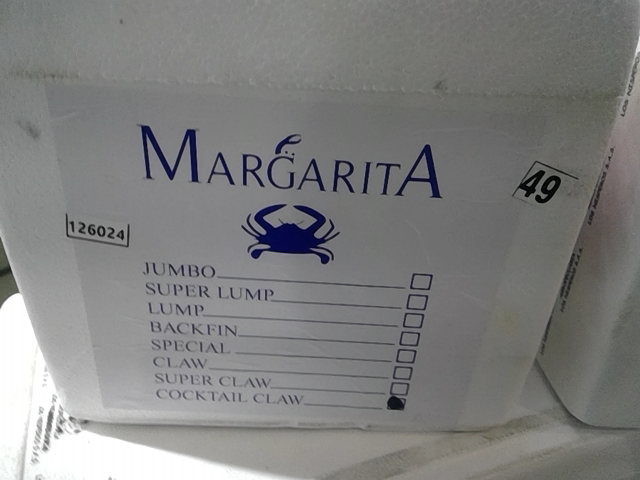 MARGARITA
49
126024
JUMBO
SUPER LUMP
LUMP
BACKFIN
SPECIAL
CLAW
SUPER CLAW
COCKTAIL CLAW